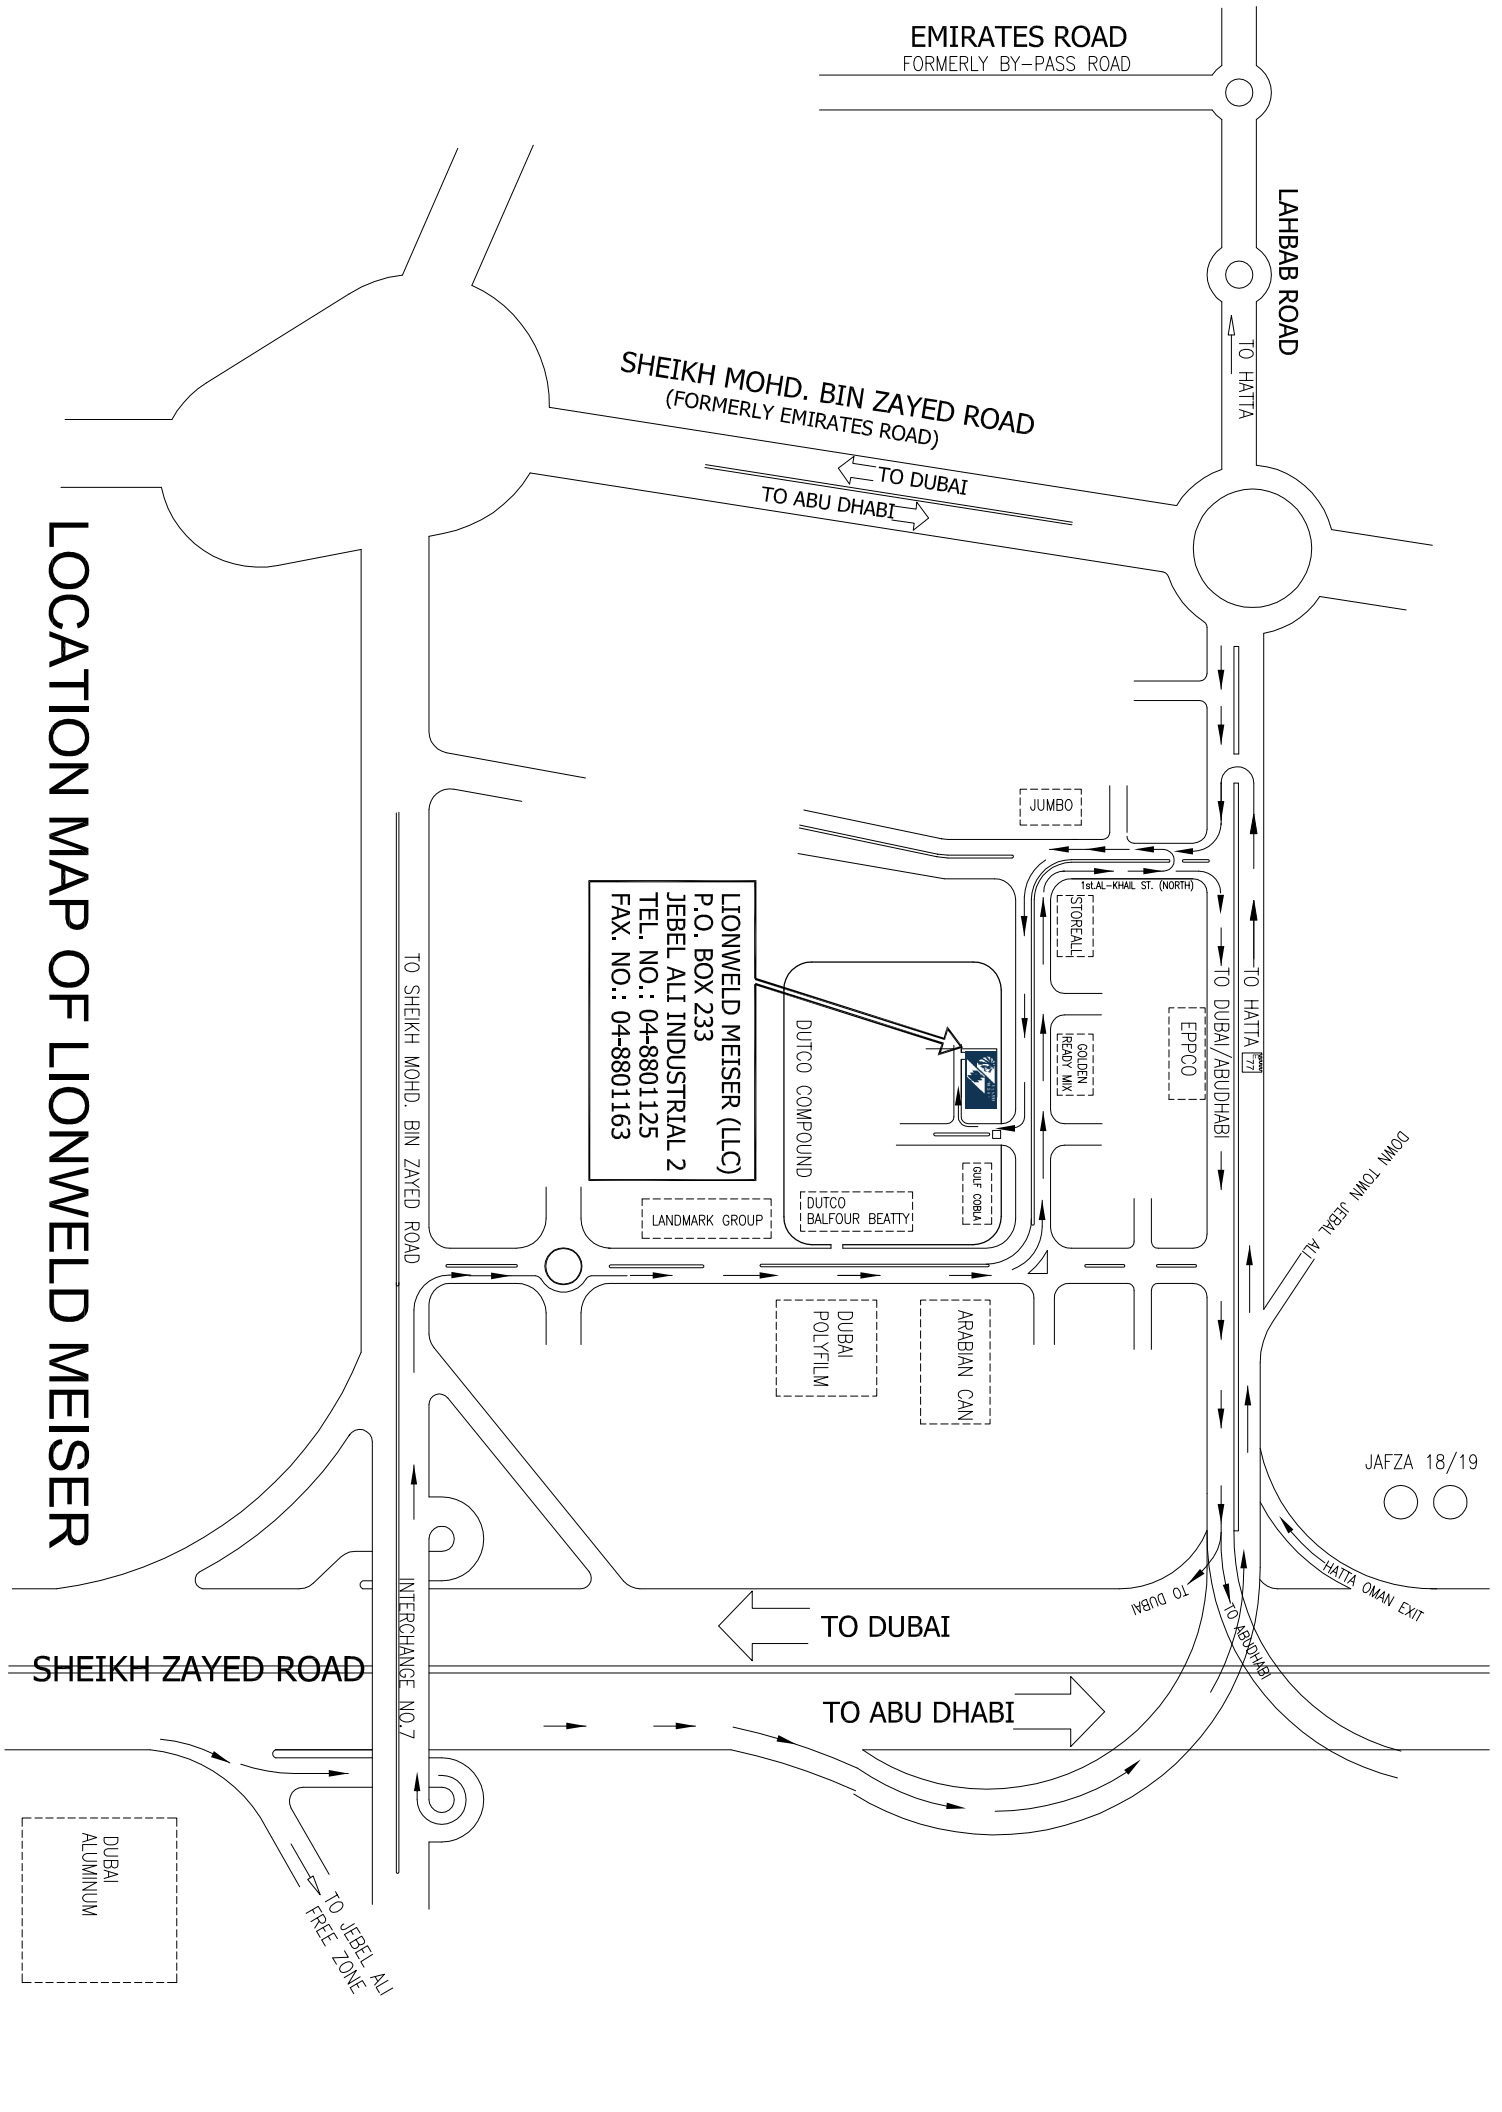 EMIRATES ROAD
FORMERLY BY-PASS ROAD
LAHBAB ROAD
TO HATTA
SHEIKH MOHD. BIN ZAYED ROAD
(FORMERLY EMIRATES ROAD)
TO DUBAI
TO ABU DHABI
LOCATION MAP OF LIONWELD MEISER
JUMBO
1st.AL-KHAIL ST. (NORTH)
STOREALL
LIONWELD MEISER (LLC)
P.O. BOX 233
JEBEL ALI INDUSTRIAL 2
TEL. NO.: 04-8801125
FAX. NO.: 04-8801163
TO HATTA
E77
TO DUBAI/ABUDHABI
EPPCO
GOLDEN
READY MIX
DUTCO COMPOUND
GULF COBLA
DUTCO
BALFOUR BEATTY
LANDMARK GROUP
TO SHEIKH MOHD. BIN ZAYED ROAD
DOWN TOWN JEBAL ALI
DUBAI
POLYFILM
ARABIAN CAN
JAFZA 18/19
HATTA OMAN EXIT
TO DUBAI
TO ABUDHABI
INTERCHANGE NO.7
TO DUBAI
SHEIKH ZAYED ROAD
TO ABU DHABI
DUBAI
ALUMINUM
TO JEBEL ALI
FREE ZONE